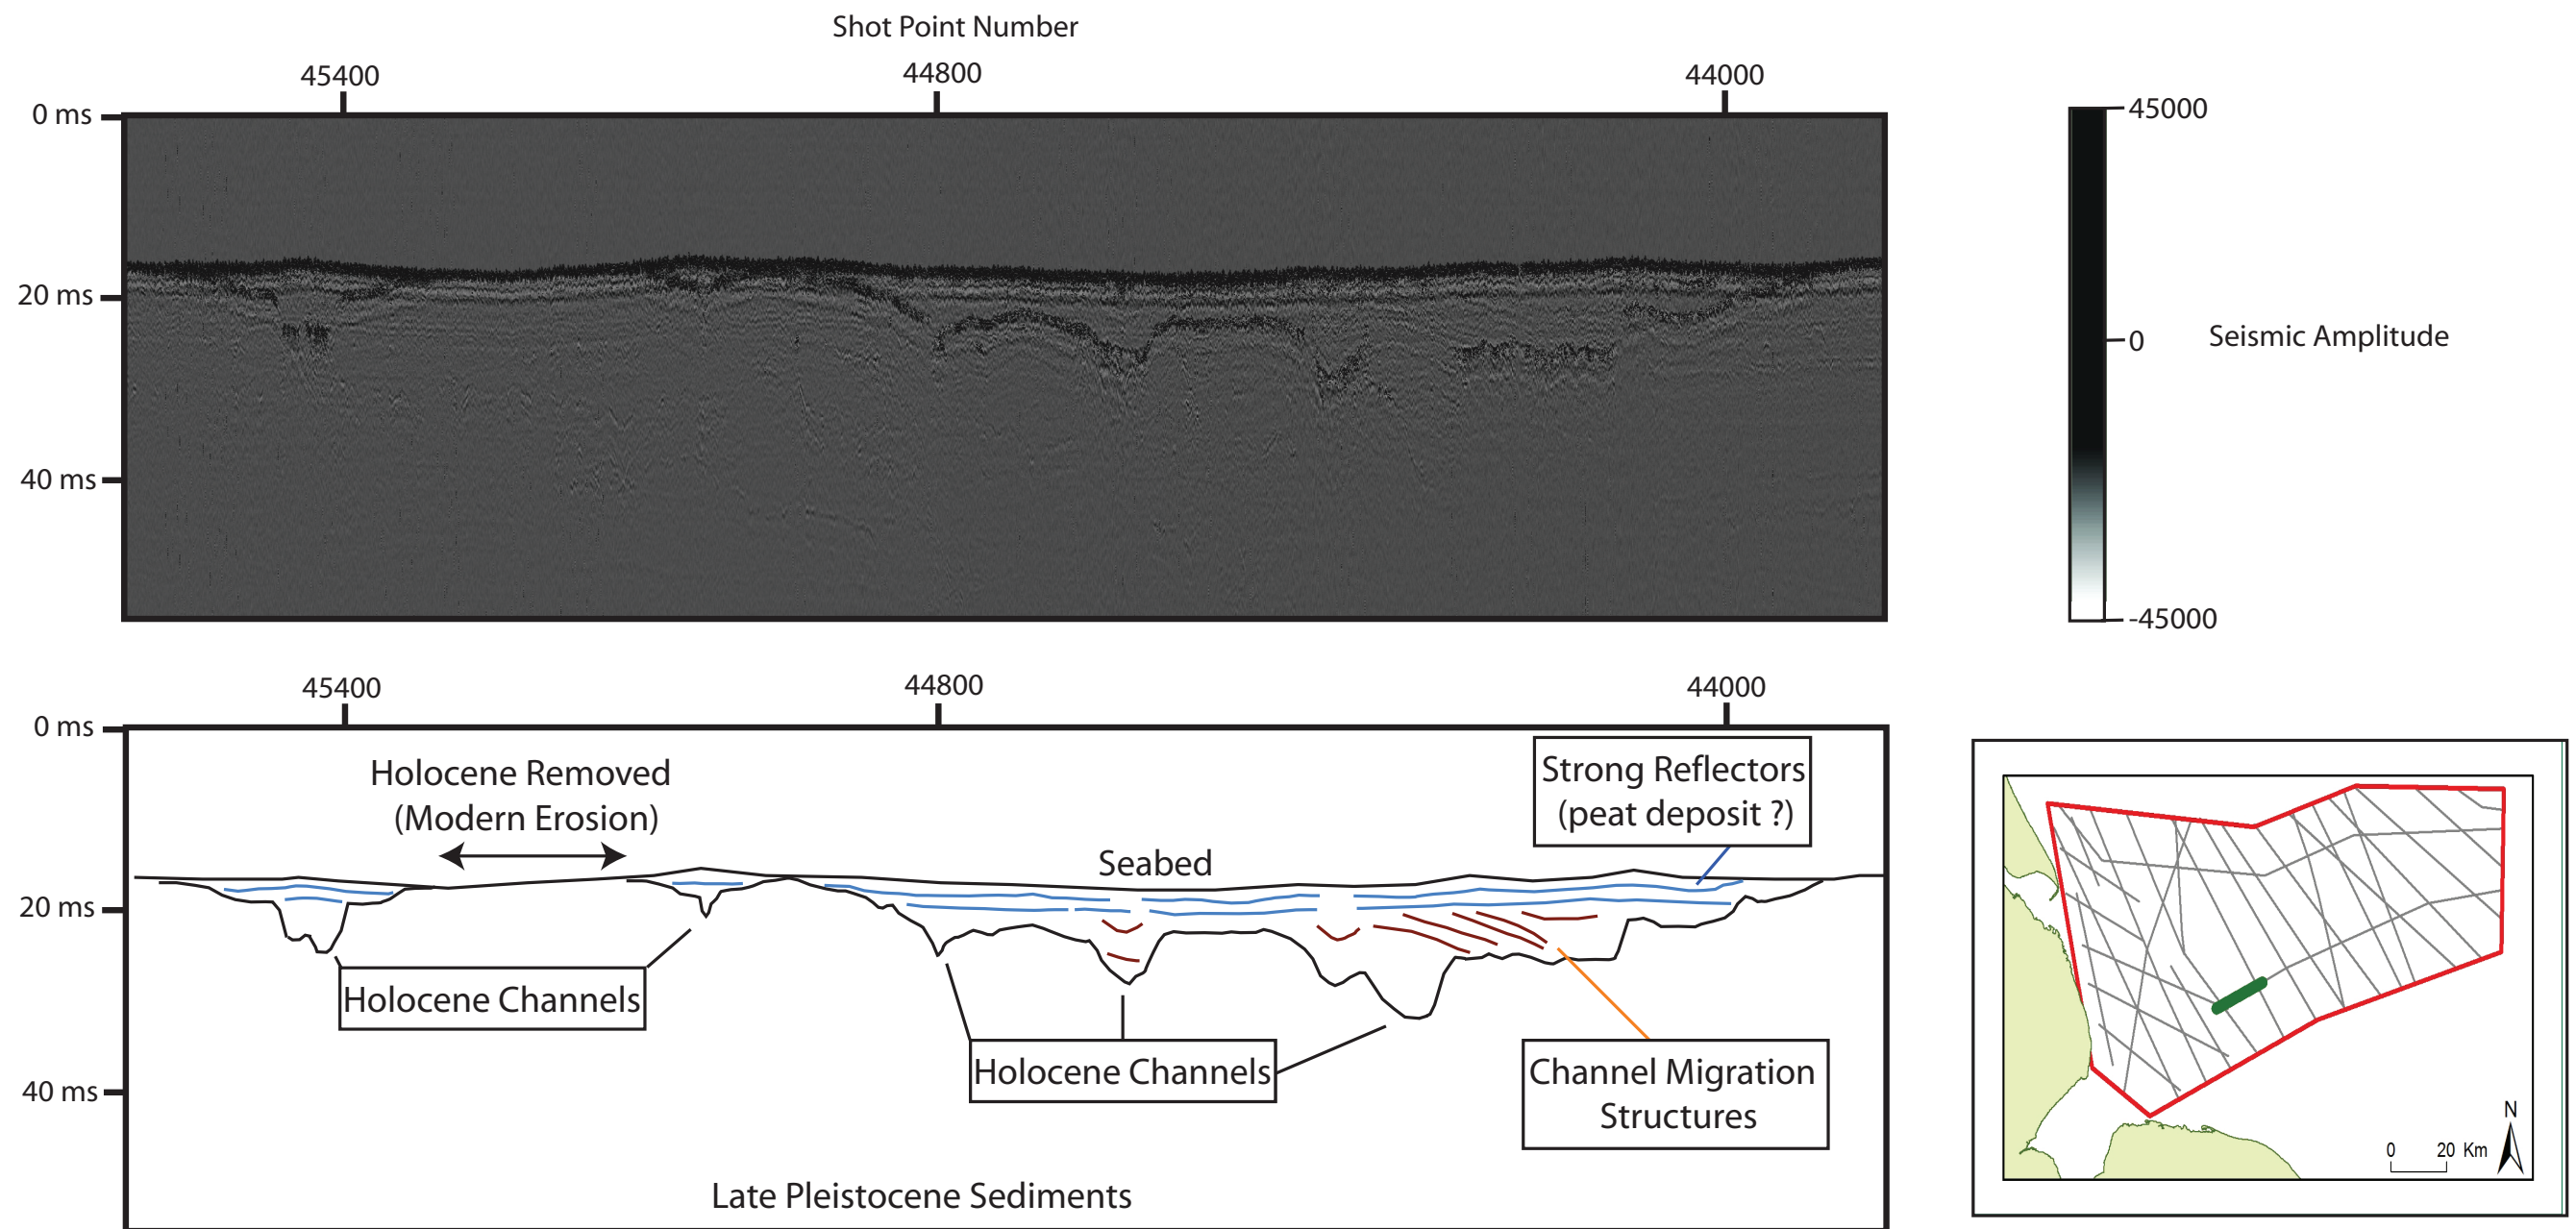 Shot Point Number
45400
44800
44000
0 ms
20 ms
40 ms
45000
0
-45000
Seismic Amplitude
45400
44800
44000
0 ms
20 ms
40 ms
Holocene Removed
(Modern Erosion)
Seabed
Strong Reflectors
(peat deposit ?)
Holocene Channels
Holocene Channels
Channel Migration
Structures
Late Pleistocene Sediments
N
0 20 Km